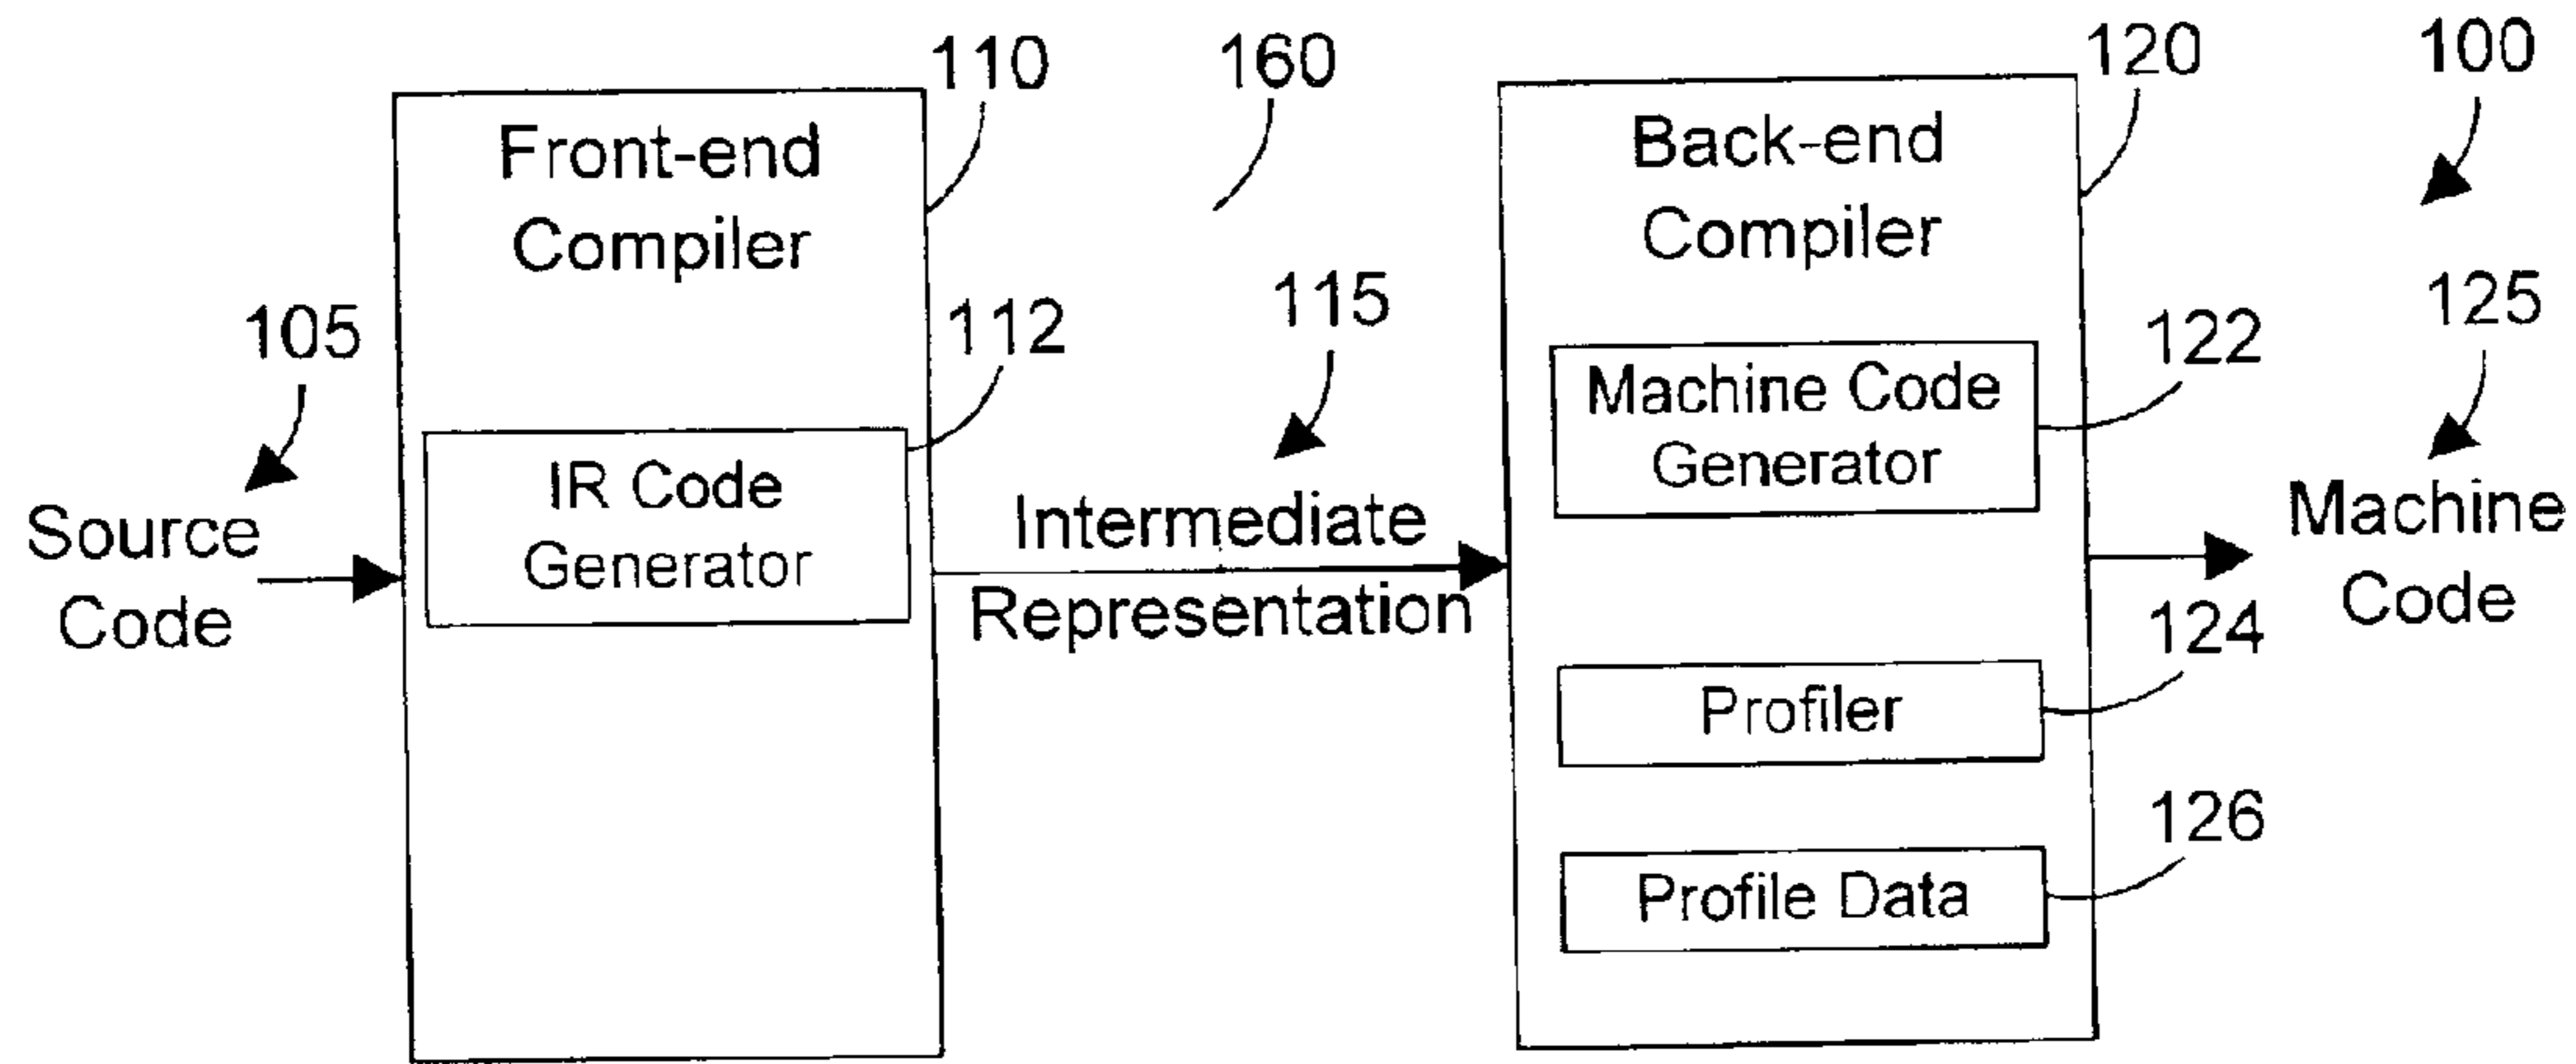 110
160
120
100
Front-end
Compiler
Back-end
Compiler
105
112
115
122
125
IR Code
Generator
Machine Code
Generator
Source
Code
Intermediate
Representation
Machine
Code
124
Profiler
126
Profile Data